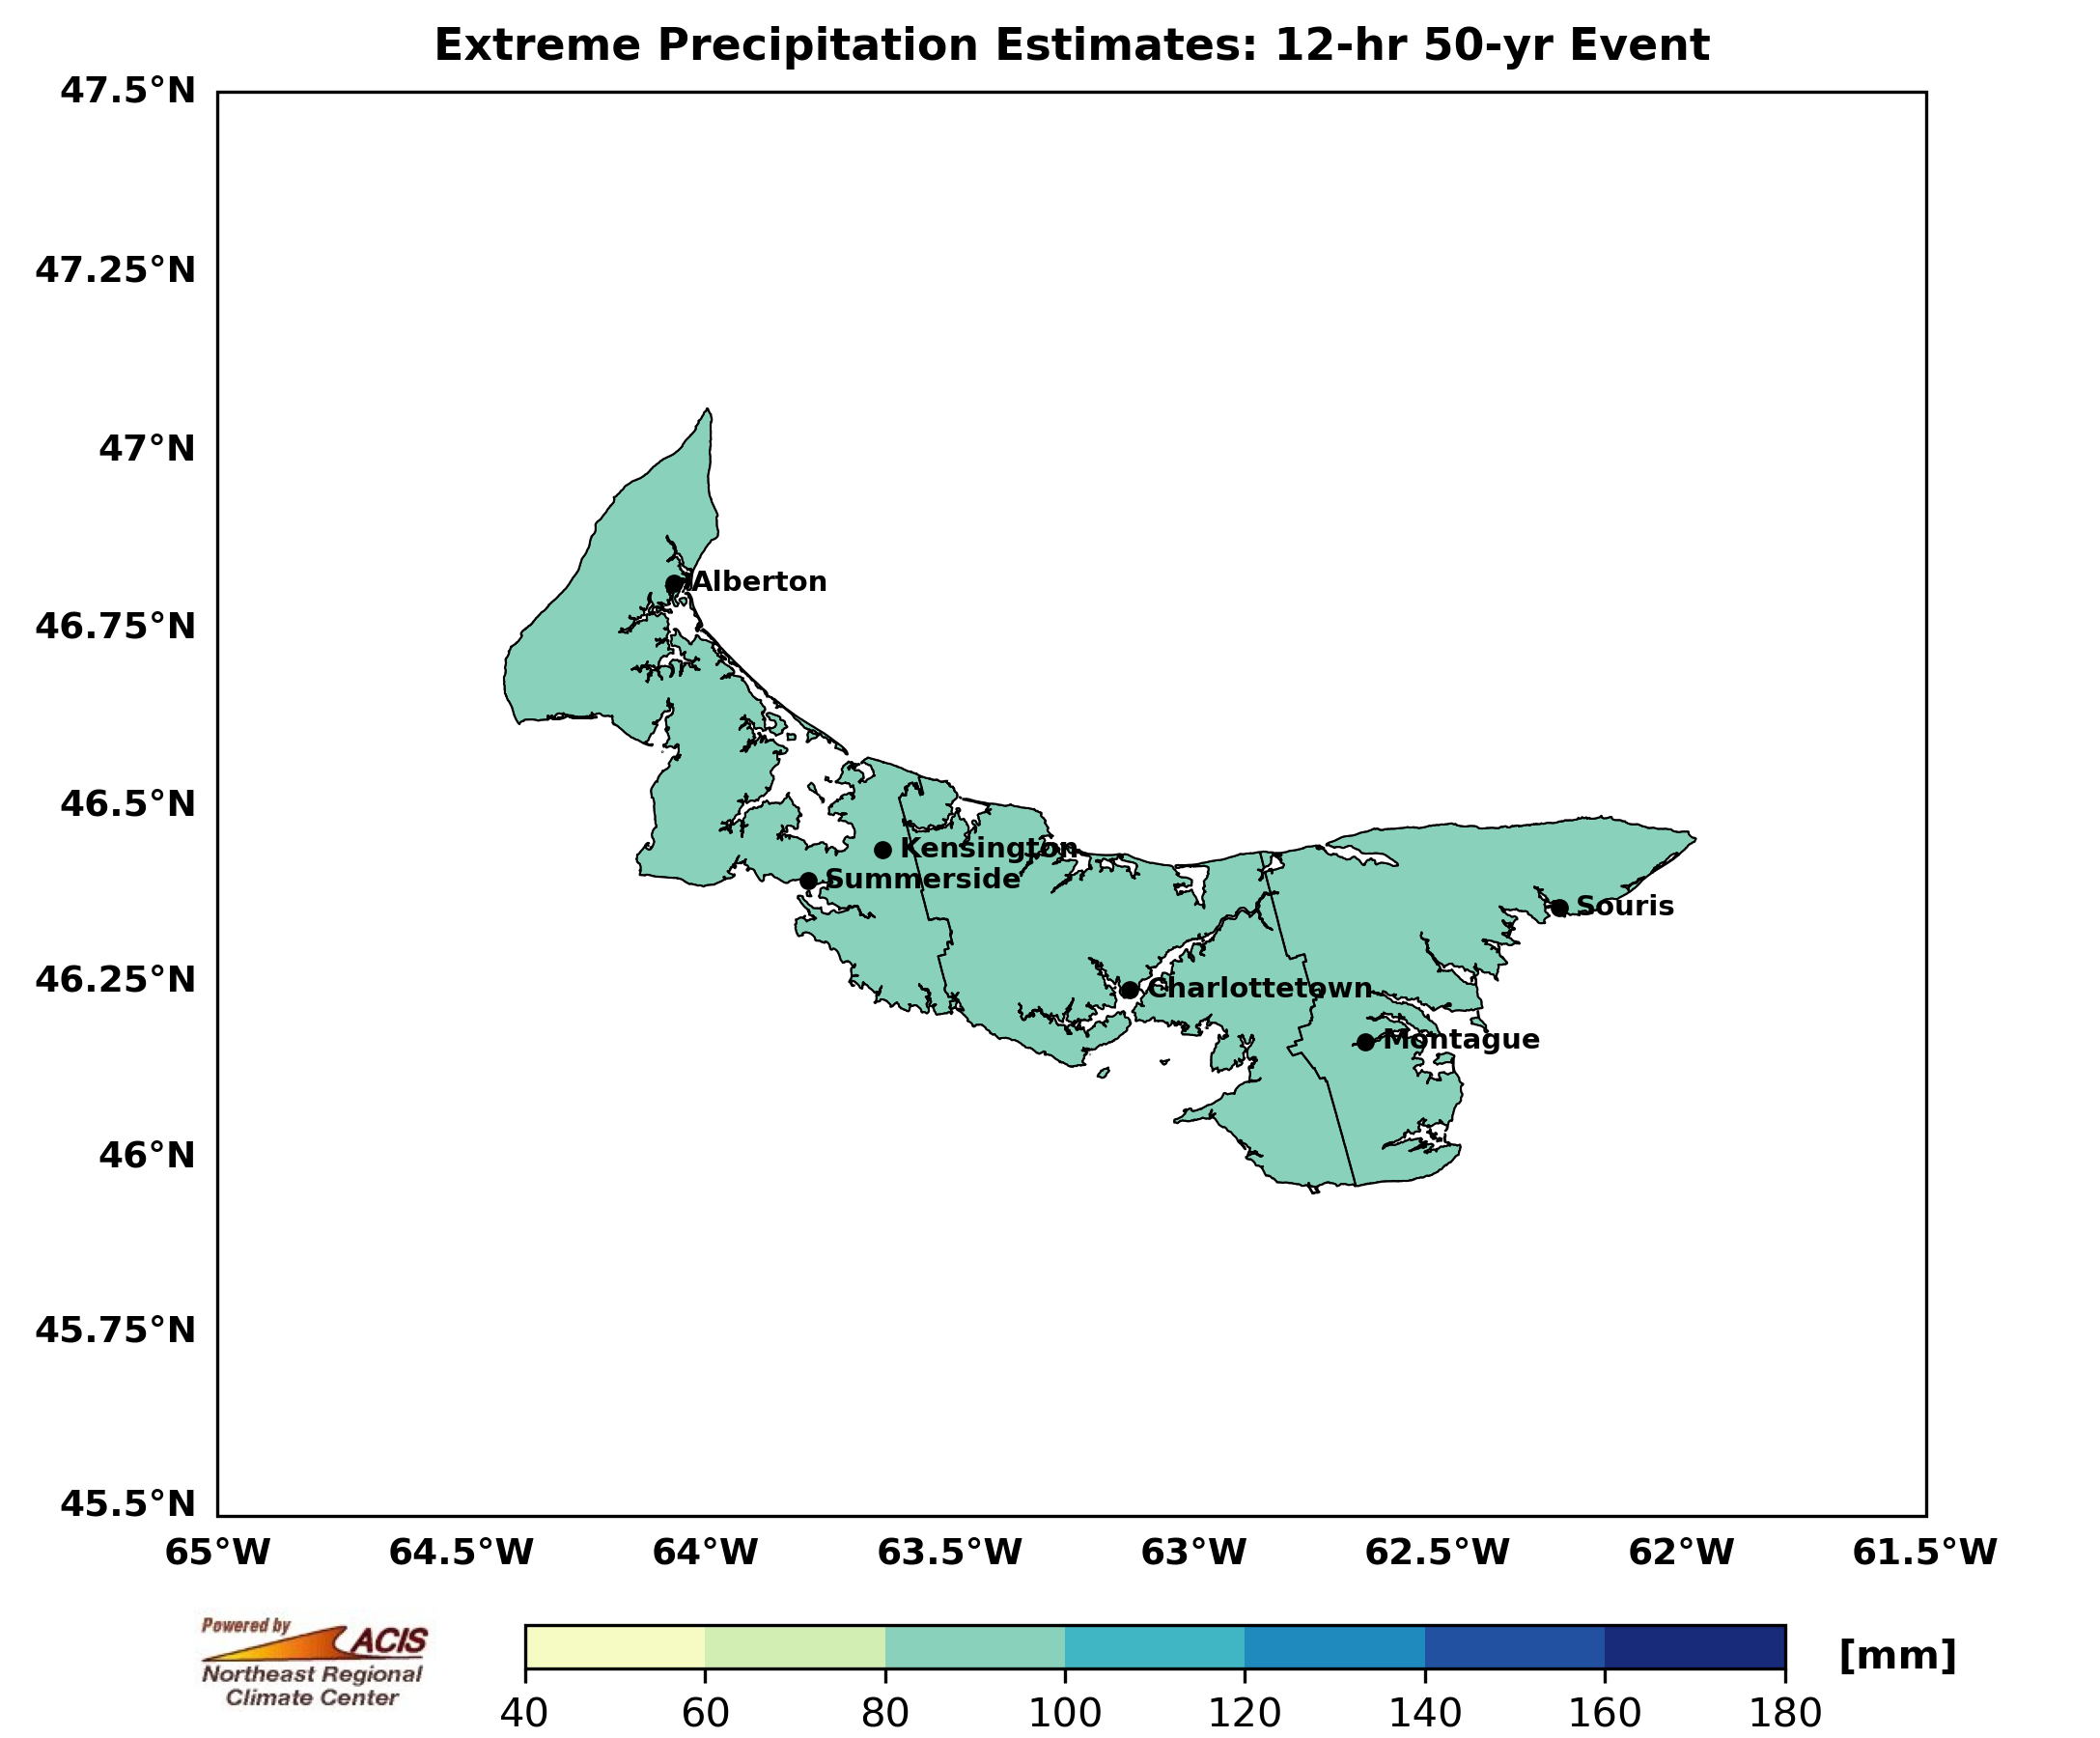 Extreme Precipitation Estimates: 12-hr 50-yr Event
47.5°N
47.25°N
47°N
46.75°N
46.5°N
46.25°N
46°N
45.75°N
45.5°N
Alberton
Kensington
Summerside
Souris
Charlottetown
Montague
65°W 64.5°W 64°W 63.5°W 63°W 62.5°W 62°W 61.5°W
Powered by
ACIS
Northeast Regional
Climate Center
[mm]
40 60 80 100 120 140 160 180